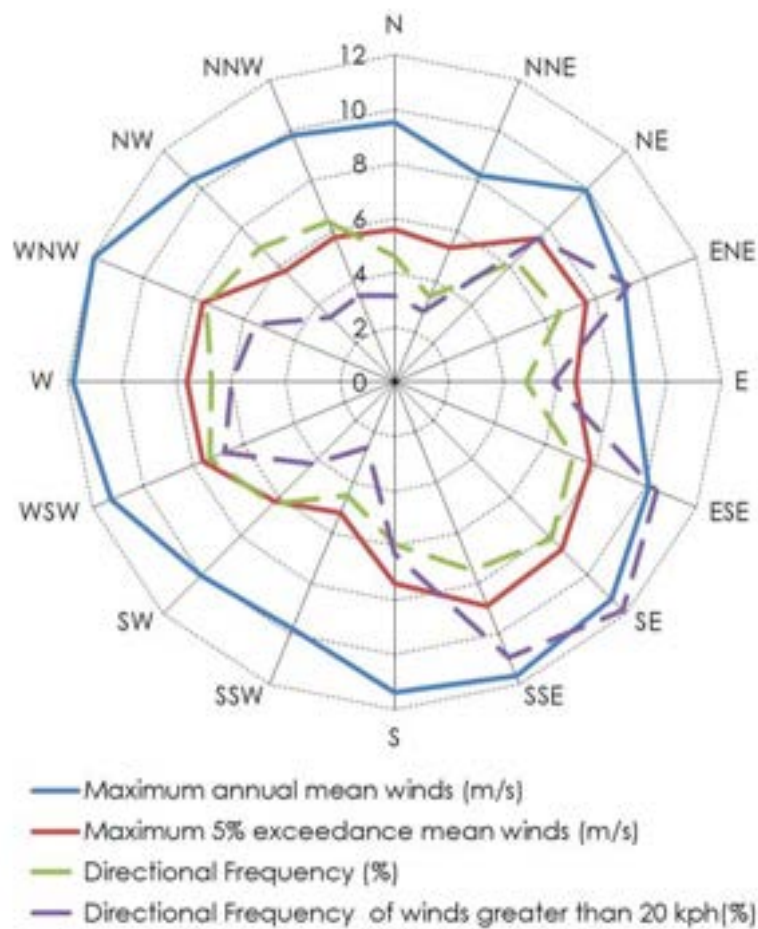 N
12
NNW
NNE
10
NW
NE
8
6
WNW
ENE
4
2
W
0
E
WSW
ESE
SW
SE
SSW
SSE
S
Maximum annual mean winds (m/s)
Maximum 5% exceedance mean winds (m/s)
Directional Frequency (%)
Directional Frequency of winds greater than 20 kph(%)